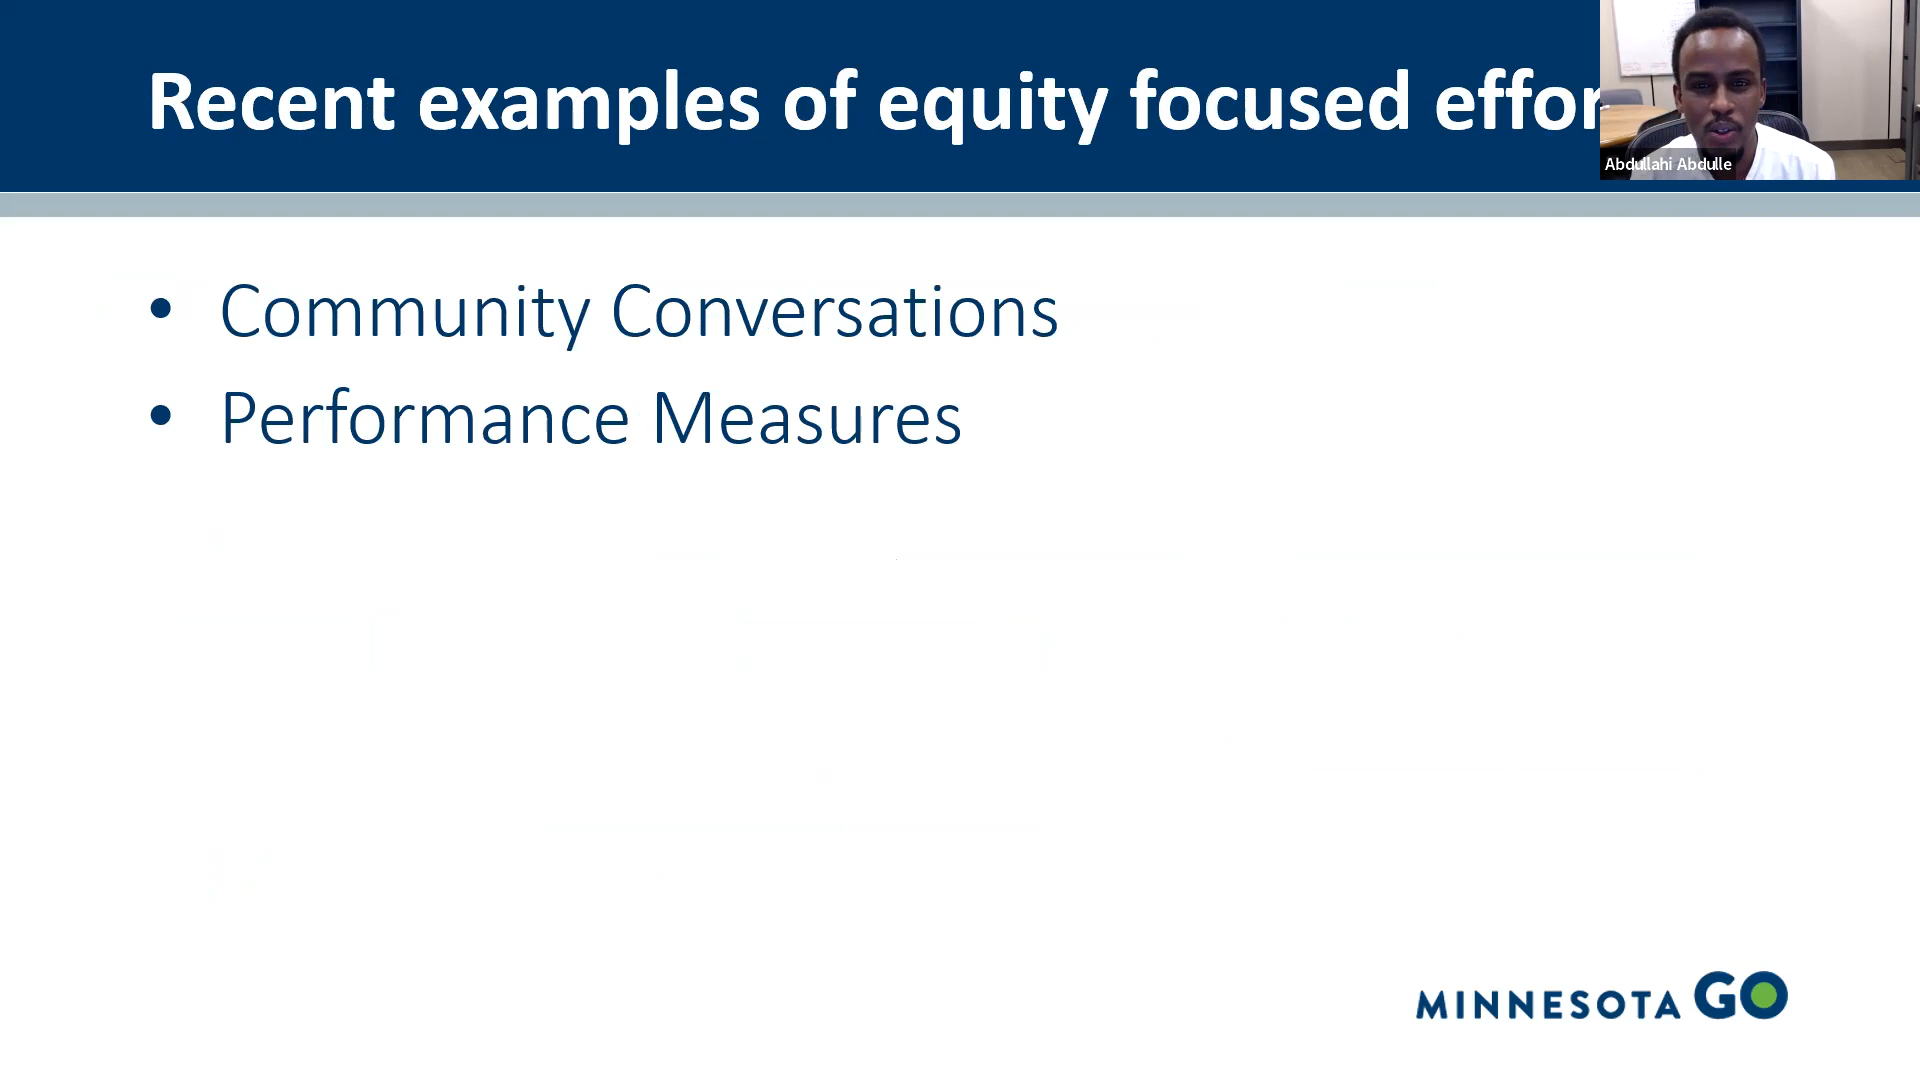 Recent examples of equity focused effor
Abdullahi Abdulle
• Community Conversations
• Performance Measures
MINNESOTA GO